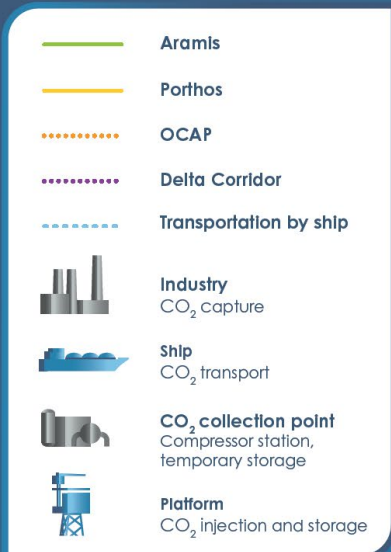 Aramis
Porthos
OCAP
Delta Corridor
Transportation by ship
Industry
CO₂ capture
Ship
CO₂ transport
CO₂ collection point
Compressor station,
temporary storage
Platform
CO₂ injection and storage